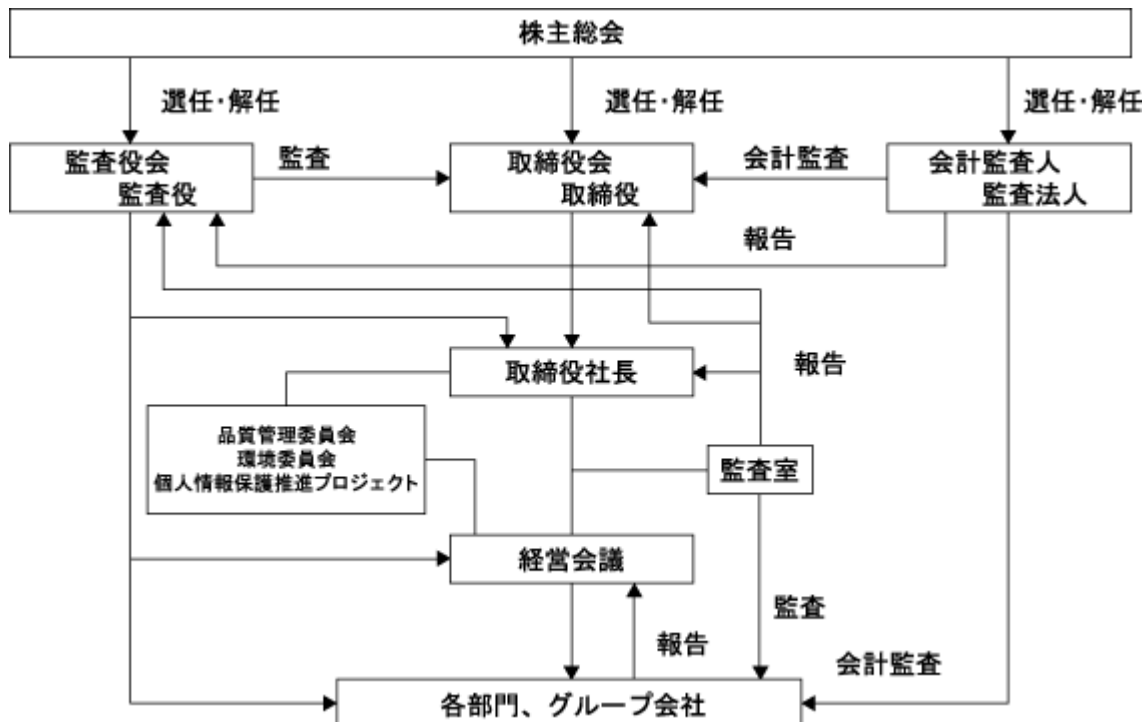 株主総会
選任・解任
選任・解任
選任・解任
監査役会
監査役
監査
取締役会
取締役
会計監査
会計監査人
監査法人
報告
取締役社長
報告
品質管理委員会
環境委員会
個人情報保護推進プロジェクト
監査室
経営会議
監査
報告
会計監査
各部門、グループ会社